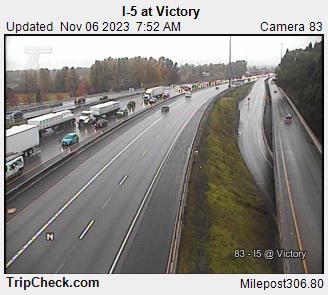 I-5 at Victory
Updated Nov 06 2023 7:52 AM Camera 83
T
N
83 - I5 @ Victory
TripCheck.com Milepost306.80